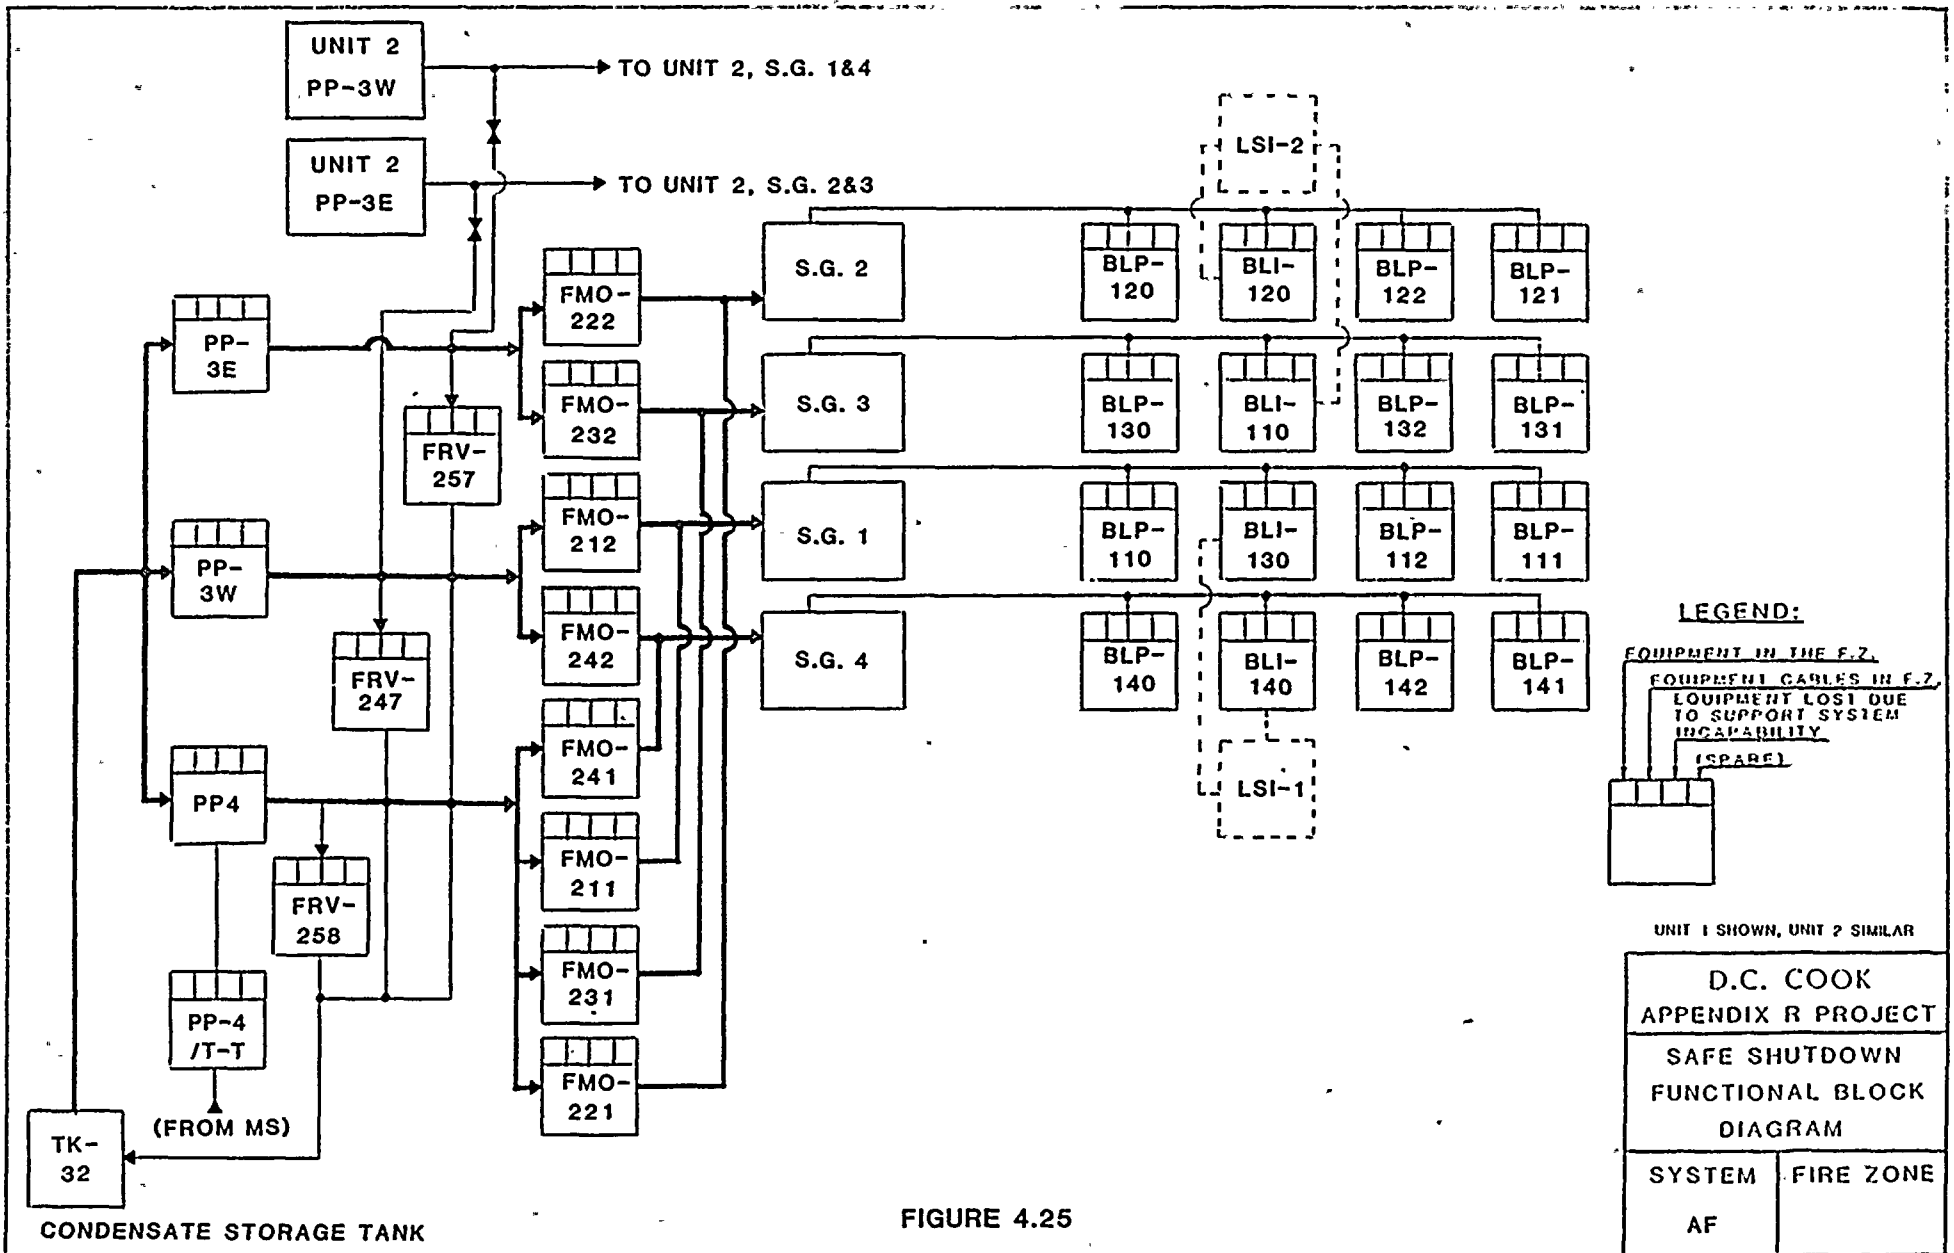 UNIT 2
PP-3W
TO UNIT 2, S.G. 1&4
UNIT 2
PP-3E
TO UNIT 2, S.G. 2&3
LSI-2
PP-
3E
PP-
3W
PP4
PP-4
/T-T
(FROM MS)
TK-
32
CONDENSATE STORAGE TANK
FRV-
257
FRV-
247
FRV-
258
FMO-
222
FMO-
232
FMO-
212
FMO-
242
FMO-
241
FMO-
211
FMO-
231
FMO-
221
S.G. 2
BLP-
120
BLI-
120
BLP-
122
BLP-
121
S.G. 3
BLP-
130
BLI-
110
BLP-
132
BLP-
131
S.G. 1
BLP-
110
BLI-
130
BLP-
112
BLP-
111
S.G. 4
BLP-
140
BLI-
140
BLP-
142
BLP-
141
LSI-1
LEGEND:
EQUIPMENT IN THE F.Z.
EQUIPMENT CABLES IN F.Z.
EQUIPMENT LOST DUE
TO SUPPORT SYSTEM
INCAPABILITY
(SPARE)
UNIT 1 SHOWN, UNIT 2 SIMILAR
D.C. COOK
APPENDIX R PROJECT
SAFE SHUTDOWN
FUNCTIONAL BLOCK
DIAGRAM
SYSTEM
AF
FIRE ZONE
FIGURE 4.25